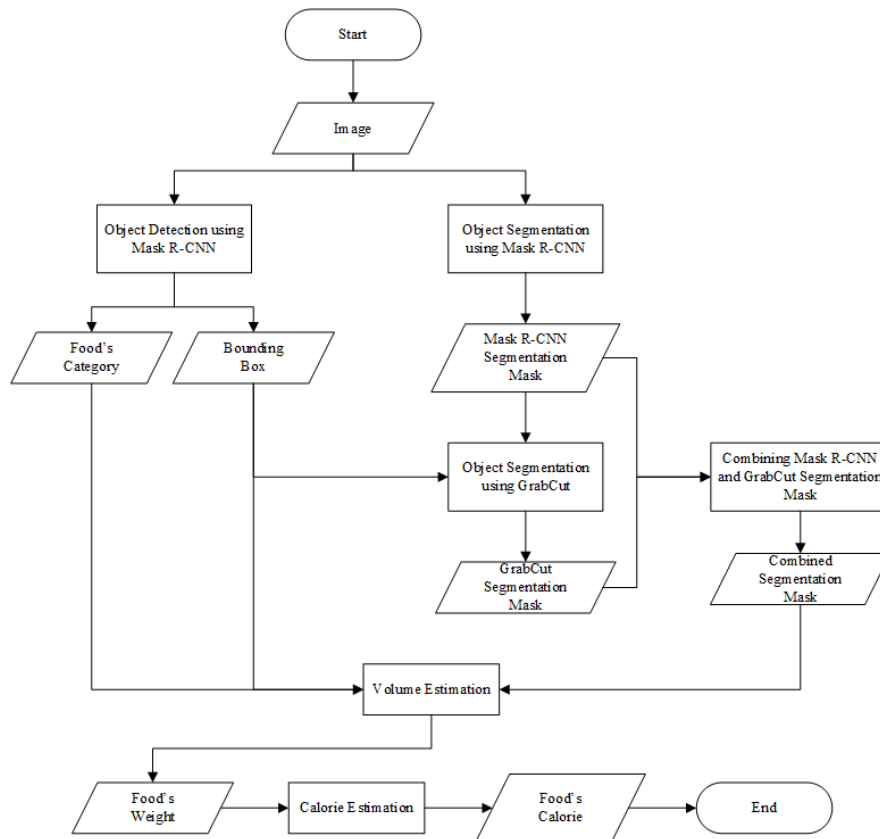 Start
Image
Object Detection using
Mask R-CNN
Object Segmentation
using Mask R-CNN
Food's
Category
Bounding
Box
Mask R-CNN
Segmentation
Mask
Object Segmentation
using GrabCut
Combining Mask R-CNN
and GrabCut Segmentation
Mask
GrabCut
Segmentation
Mask
Combined
Segmentation
Mask
Volume Estimation
Food's
Weight
Calorie Estimation
Food's
Calorie
End